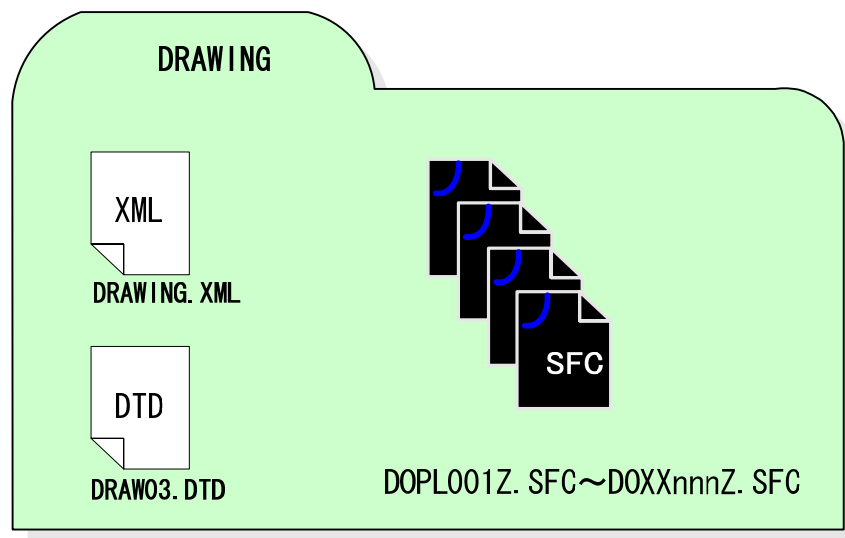 DRAWING
XML
DRAWING.XML
DTD
DRAW03.DTD
SFC
D0PL001Z.SFC～D0XXnnnZ.SFC